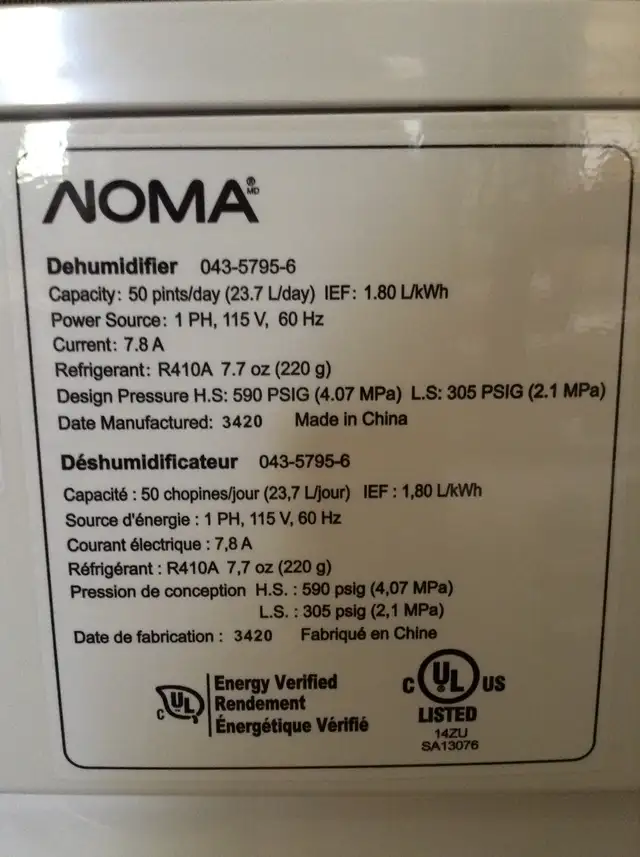 NOMA® MD
Dehumidifier 043-5795-6
Capacity: 50 pints/day (23.7 L/day) IEF: 1.80 L/kWh
Power Source: 1 PH, 115 V, 60 Hz
Current: 7.8 A
Refrigerant: R410A 7.7 oz (220 g)
Design Pressure H.S: 590 PSIG (4.07 MPa) L.S: 305 PSIG (2.1 MPa)
Date Manufactured: 3420 Made in China
Déshumidificateur 043-5795-6
Capacité : 50 chopines/jour (23,7 L/jour) IEF : 1,80 L/kWh
Source d'énergie : 1 PH, 115 V, 60 Hz
Courant électrique : 7,8 A
Réfrigérant : R410A 7,7 oz (220 g)
Pression de conception H.S. : 590 psig (4,07 MPa)
L.S. : 305 psig (2,1 MPa)
Date de fabrication : 3420 Fabriqué en Chine
c UL Energy Verified
Rendement
Énergétique Vérifié
C UL US
LISTED
14ZU
SA13076